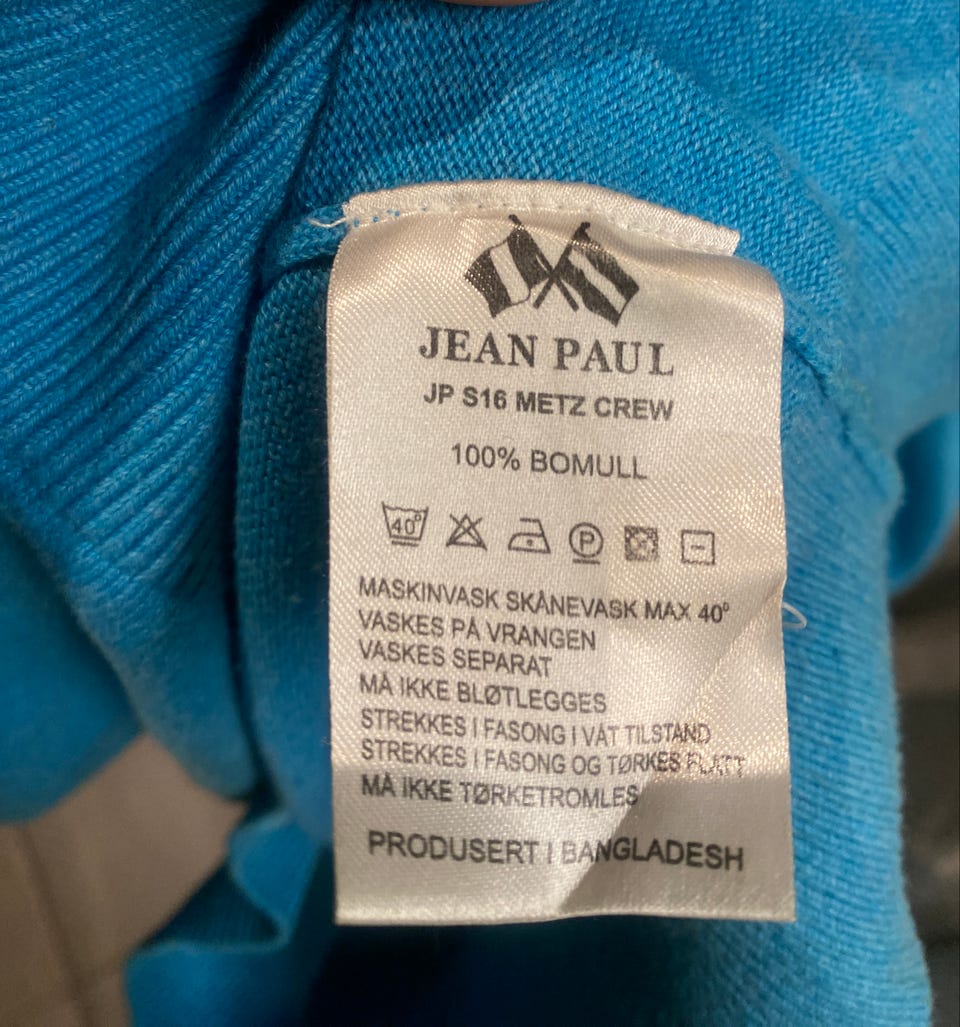 JEAN PAUL
JP S16 METZ CREW
100% BOMULL
40° P
MASKINVASK SKÅNEVASK MAX 40°
VASKES PÅ VRANGEN
VASKES SEPARAT
MÅ IKKE BLØTLEGGES
STREKKES I FASONG I VÅT TILSTAND
STREKKES I FASONG OG TØRKES FLATT
MÅ IKKE TØRKETROMLES
PRODUSERT I BANGLADESH